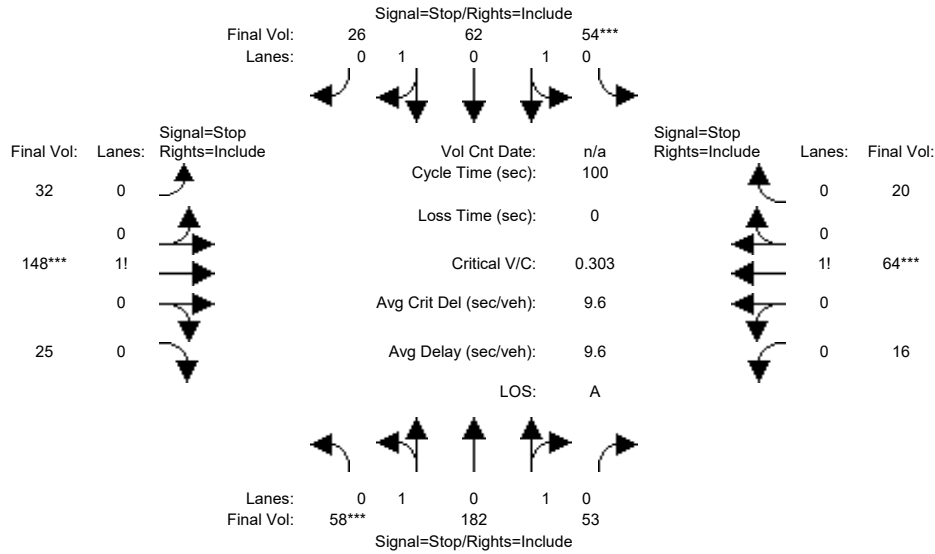 Signal=Stop/Rights=Include
Final Vol: 26 62 54***
Lanes: 0 1 0 1 0
Signal=Stop
Final Vol: Lanes: Rights=Include
Vol Cnt Date: n/a
Signal=Stop
Rights=Include Lanes: Final Vol:
Cycle Time (sec): 100
32 0
0 20
Loss Time (sec): 0
0
0
148*** 1!
Critical V/C: 0.303
1! 64***
0
Avg Crit Del (sec/veh): 9.6
0
25 0
Avg Delay (sec/veh): 9.6
0 16
LOS: A
Lanes: 0 1 0 1 0
Final Vol: 58*** 182 53
Signal=Stop/Rights=Include